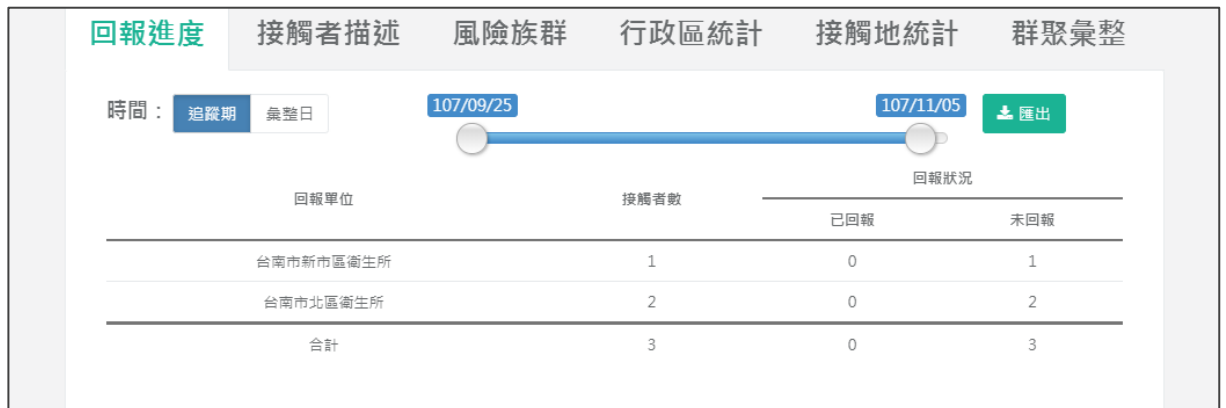 回報進度 接觸者描述 風險族群 行政區統計 接觸地統計 群聚彙整
時間： 追蹤期 彙整日 107/09/25 107/11/05 匯出
回報單位 接觸者數 回報狀況
已回報 未回報
台南市新市區衛生所 1 0 1
台南市北區衛生所 2 0 2
合計 3 0 3